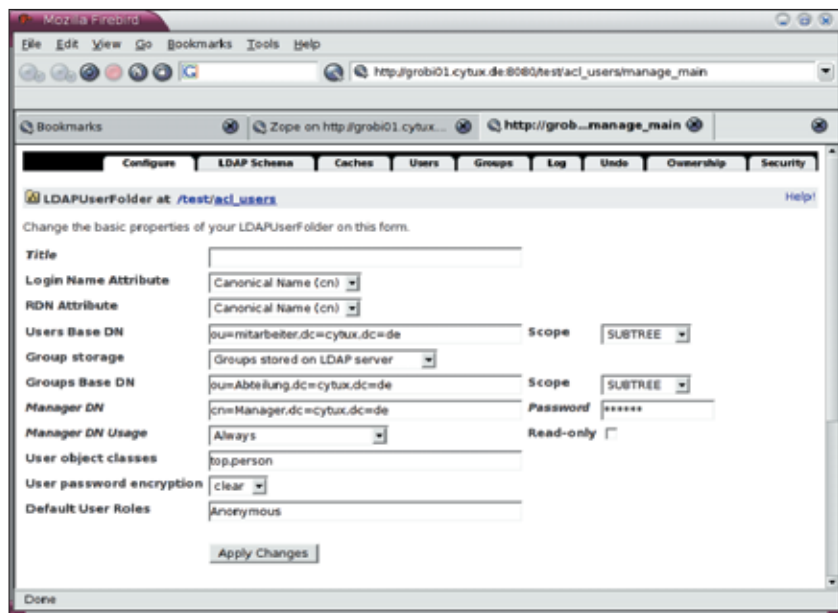 Mozilla Firebird
File Edit View Go Bookmarks Tools Help
http://grobi01.cytux.de:8080/test/acl_users/manage_main
Bookmarks Zope on http://grobi01.cytux... http://grob...manage_main
Configure LDAP Schema Caches Users Groups Log Undo Ownership Security
LDAPUserFolder at /test/acl_users Help!
Change the basic properties of your LDAPUserFolder on this form.
Title
Login Name Attribute Canonical Name (cn)
RDN Attribute Canonical Name (cn)
Users Base DN ou=mitarbeiter,dc=cytux,dc=de Scope SUBTREE
Group storage Groups stored on LDAP server
Groups Base DN ou=Abteilung,dc=cytux,dc=de Scope SUBTREE
Manager DN cn=Manager,dc=cytux,dc=de Password ******
Manager DN Usage Always Read-only
User object classes top,person
User password encryption clear
Default User Roles Anonymous
Apply Changes
Done